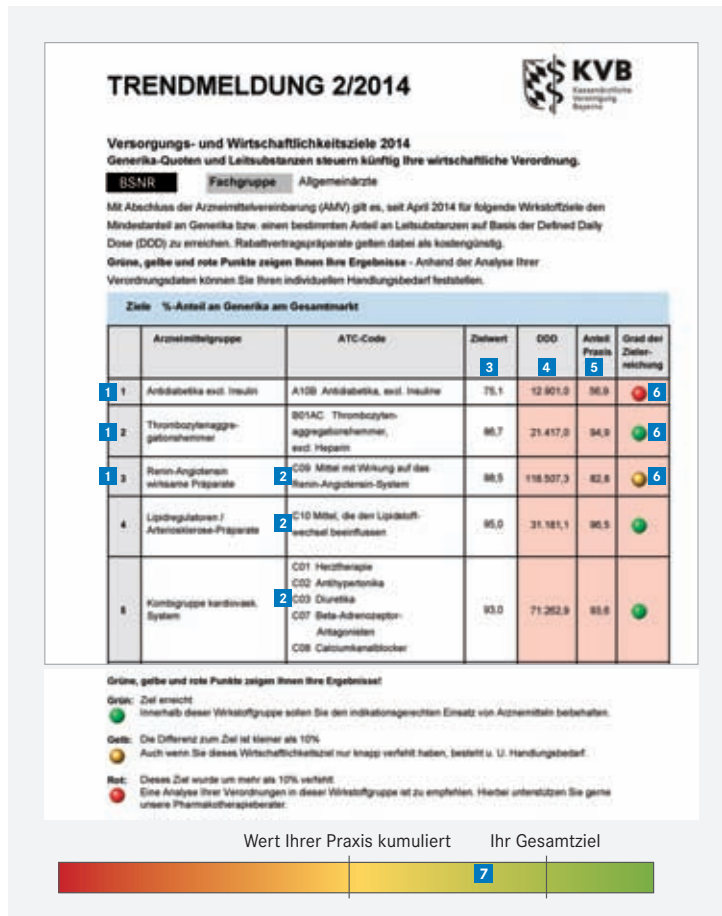 TRENDMELDUNG 2/2014
KVB
Kassenärztliche
Vereinigung
Bayerns
Versorgungs- und Wirtschaftlichkeitsziele 2014
Generika-Quoten und Leitsubstanzen steuern künftig Ihre wirtschaftliche Verordnung.
BSNR Fachgruppe Allgemeinärzte
Mit Abschluss der Arzneimittelvereinbarung (AMV) gilt es, seit April 2014 für folgende Wirkstoffziele den
Mindestanteil an Generika bzw. einen bestimmten Anteil an Leitsubstanzen auf Basis der Defined Daily
Dose (DDD) zu erreichen. Rabattvertragspräparate gelten dabei als kostengünstig.
Grüne, gelbe und rote Punkte zeigen Ihnen Ihre Ergebnisse - Anhand der Analyse Ihrer
Verordnungsdaten können Sie Ihren individuellen Handlungsbedarf feststellen.
Ziele %-Anteil an Generika am Gesamtmarkt
Arzneimittelgruppe ATC-Code Zielwert DDD Anteil Praxis Grad der Zieler-reichung
3 4 5
1 1 Antidiabetika excl. Insulin A10B Antidiabetika, excl. Insuline 75,1 12.901,0 56,9 6
1 2 Thrombozytenaggre-gationshemmer B01AC Thrombozyten-
aggregationshemmer, 86,7 21.417,0 94,9 6
excl. Heparin
1 3 Renin-Angiotensin wirksame Präparate 2 C09 Mittel mit Wirkung auf das
Renin-Angiotensin-System 88,5 118.507,3 82,8 6
4 Lipidregulatoren / Arteriosklerose-Präparate 2 C10 Mittel, die den Lipidstoff-
wechsel beeinflussen 95,0 31.181,1 96,5
C01 Herztherapie
C02 Antihypertonika
5 Kombigruppe kardiovask. System 2 C03 Diuretika 93,0 71.262,9 93,6
C07 Beta-Adrenozeptor-
Antagonisten
C08 Calciumkanalblocker
Grüne, gelbe und rote Punkte zeigen Ihnen Ihre Ergebnisse!
Grün: Ziel erreicht
Innerhalb dieser Wirkstoffgruppe sollen Sie den indikationsgerechten Einsatz von Arzneimitteln beibehalten.
Gelb: Die Differenz zum Ziel ist kleiner als 10%
Auch wenn Sie dieses Wirtschaftlichkeitsziel nur knapp verfehlt haben, besteht u. U. Handlungsbedarf.
Rot: Dieses Ziel wurde um mehr als 10% verfehlt
Eine Analyse Ihrer Verordnungen in dieser Wirkstoffgruppe ist zu empfehlen. Hierbei unterstützen Sie gerne
unsere Pharmakotherapieberater.
Wert Ihrer Praxis kumuliert Ihr Gesamtziel
7